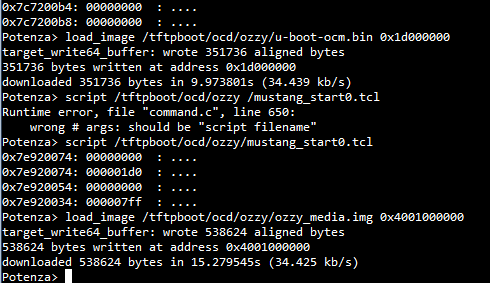 0x7c7200b4: 00000000  : ....
0x7c7200b8: 00000000  : ....
Potenza> load_image /tftpboot/ocd/ozzy/u-boot-ocm.bin 0x1d000000
target_write64_buffer: wrote 351736 aligned bytes
351736 bytes written at address 0x1d000000
downloaded 351736 bytes in 9.973801s (34.439 kb/s)
Potenza> script /tftpboot/ocd/ozzy /mustang_start0.tcl
Runtime error, file "command.c", line 650:
    wrong # args: should be "script filename"
Potenza> script /tftpboot/ocd/ozzy/mustang_start0.tcl
0x7e920074: 00000000  : ....
0x7e920074: 000001d0  : ....
0x7e920054: 00000000  : ....
0x7e920034: 000007ff  : ....
Potenza> load_image /tftpboot/ocd/ozzy/ozzy_media.img 0x4001000000
target_write64_buffer: wrote 538624 aligned bytes
538624 bytes written at address 0x4001000000
downloaded 538624 bytes in 15.279545s (34.425 kb/s)
Potenza>